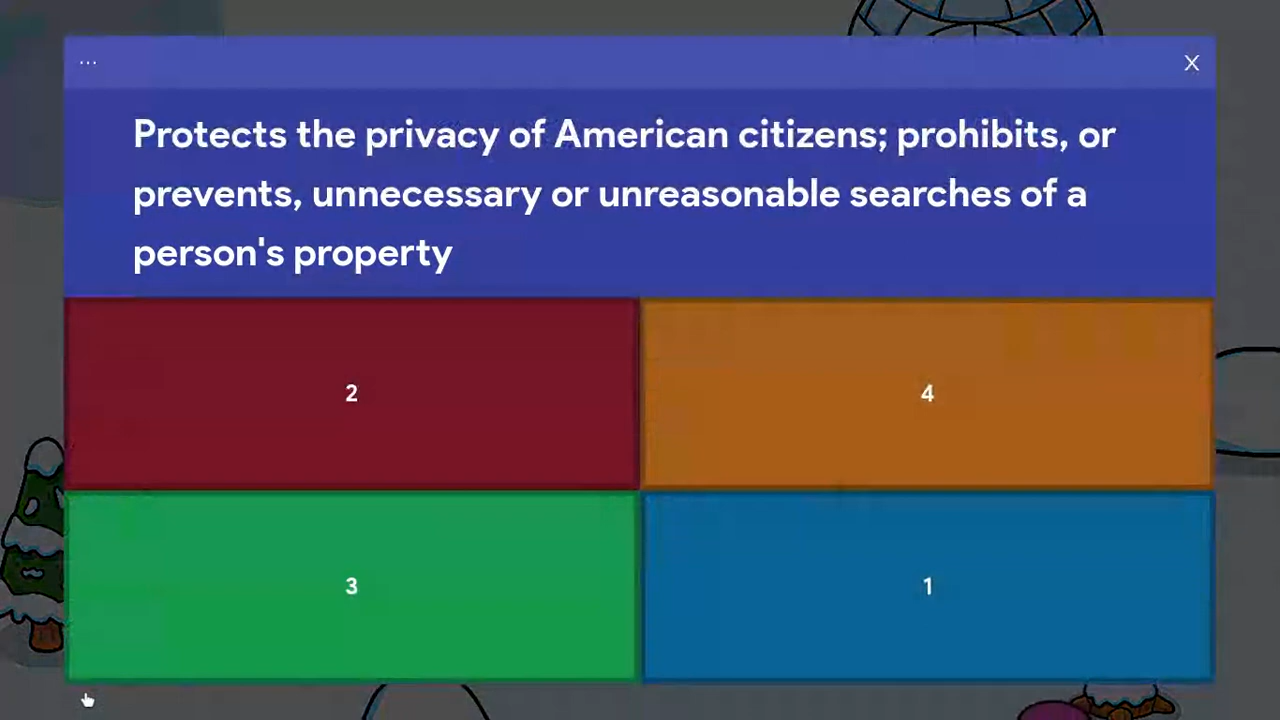 ...
X
Protects the privacy of American citizens; prohibits, or
prevents, unnecessary or unreasonable searches of a
person's property
2
4
3
1